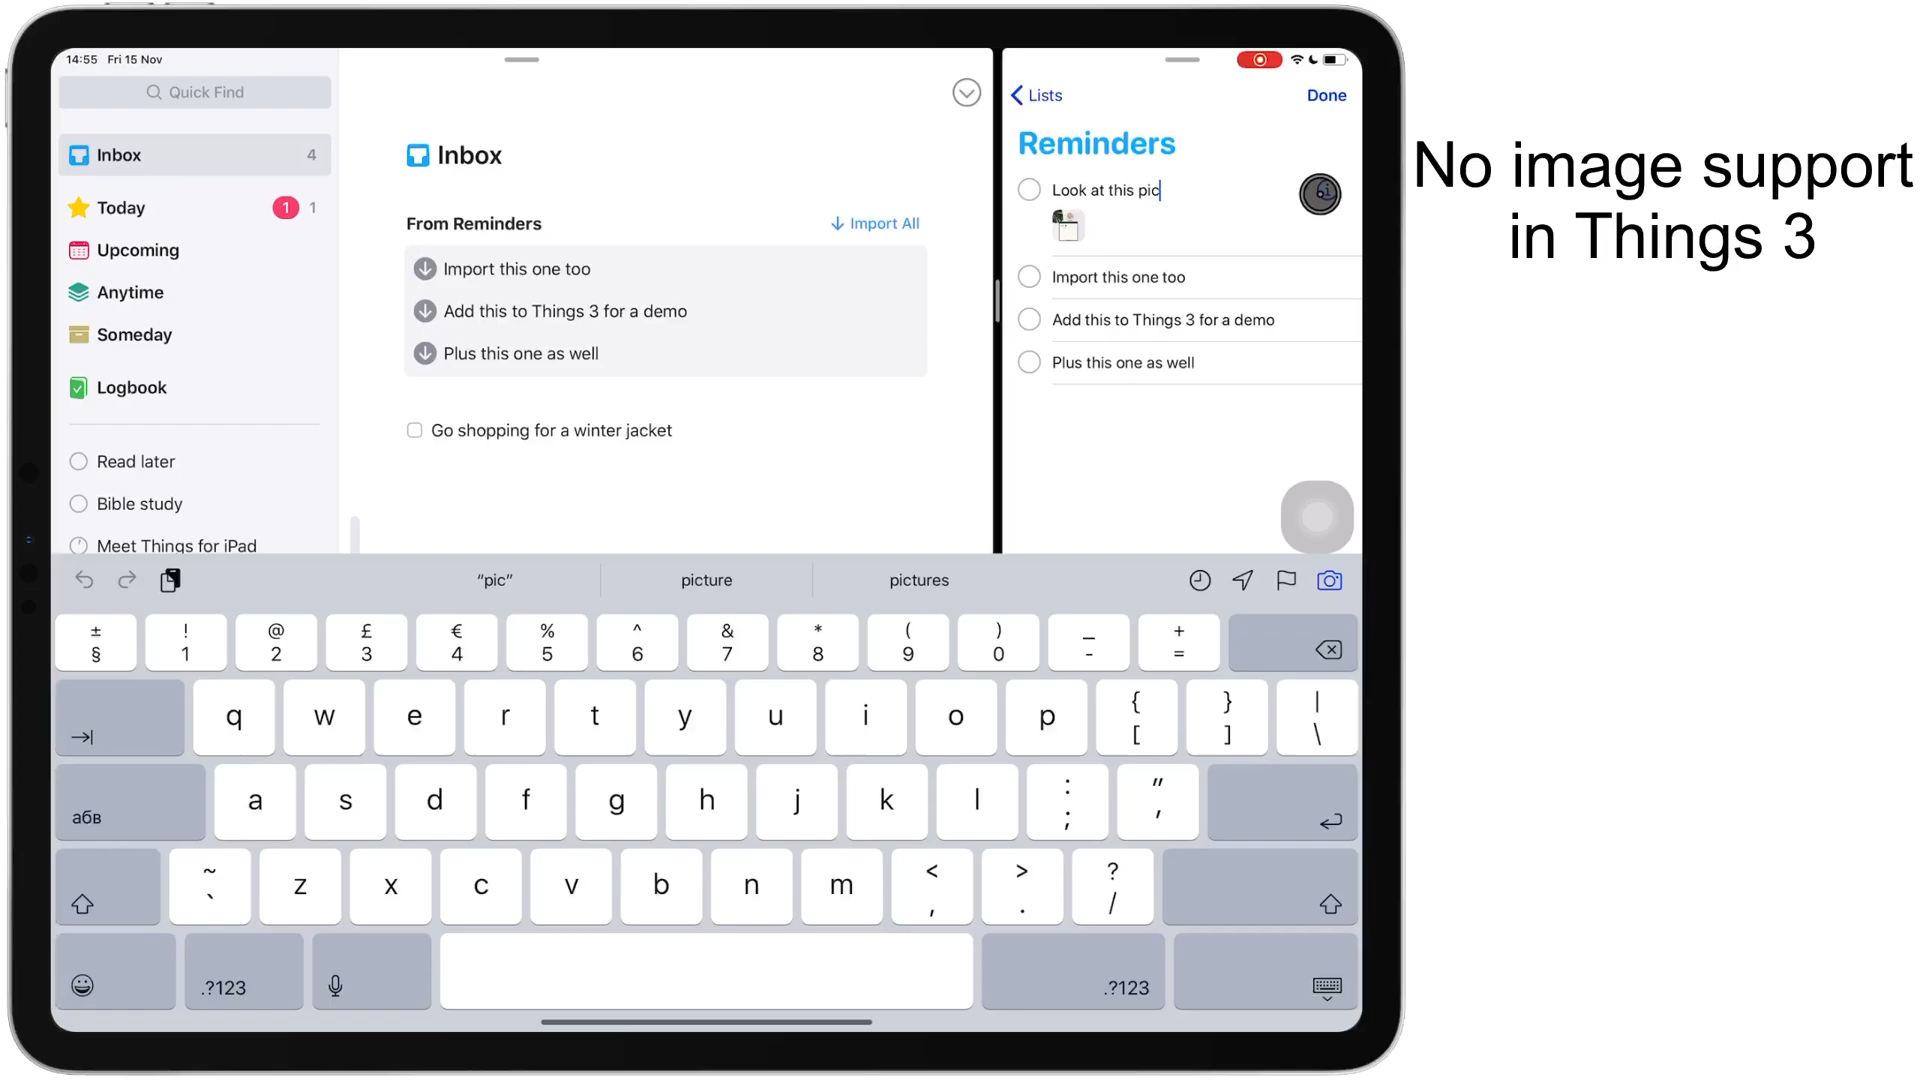 14:55 Fri 15 Nov
Quick Find
Inbox 4
Today 1 1
Upcoming
Anytime
Someday
Logbook
Read later
Bible study
Meet Things for iPad
Inbox
From Reminders Import All
Import this one too
Add this to Things 3 for a demo
Plus this one as well
Go shopping for a winter jacket
Lists Done
Reminders
Look at this pic
Import this one too
Add this to Things 3 for a demo
Plus this one as well
No image support
in Things 3
“pic” picture pictures
± ! @ £ € % ^ & * ( ) _ +
§ 1 2 3 4 5 6 7 8 9 0 - =
q w e r t y u i o p { } |
[ ] \
абв a s d f g h j k l : "
; '
~ z x c v b n m < > ?
` , . /
.?123 .?123